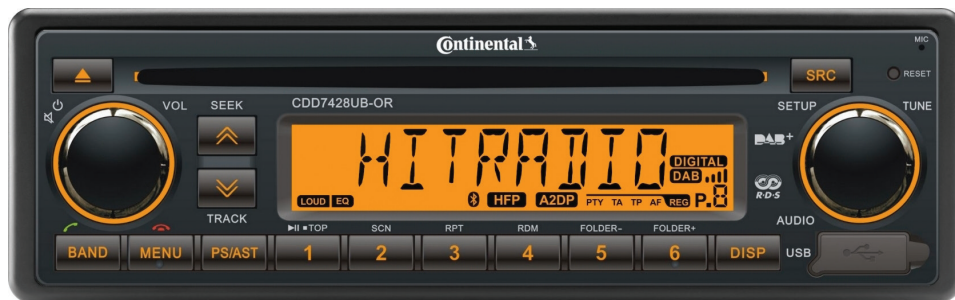 Continental
MIC
SRC
RESET
VOL SEEK CDD7428UB-OR SETUP TUNE
HITRADIO
DIGITAL
DAB
DAB+
R·D·S
LOUD EQ HFP A2DP PTY TA TP AF REG P.8
TRACK AUDIO
▶II ■TOP SCN RPT RDM FOLDER- FOLDER+
BAND MENU PS/AST 1 2 3 4 5 6 DISP USB